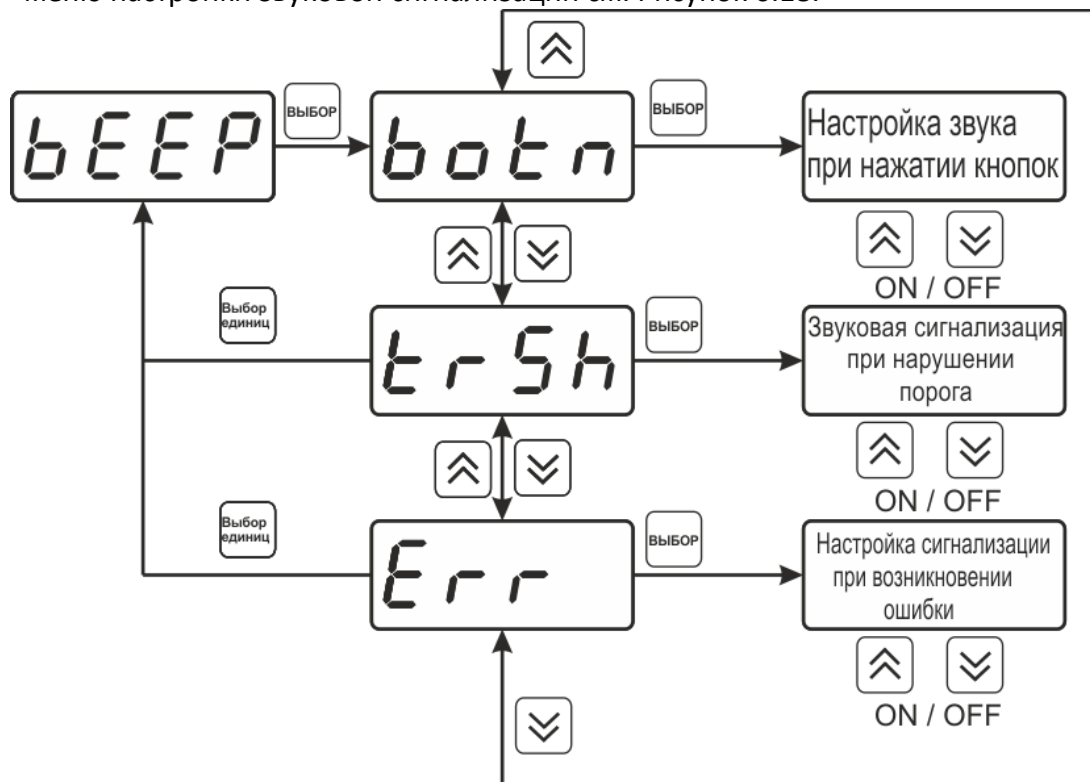 ВЫБОР
ВЫБОР
bEEP
botn
Настройка звука
при нажатии кнопок
ON / OFF
Выбор
единиц
ВЫБОР
trSh
Звуковая сигнализация
при нарушении
порога
ON / OFF
Выбор
единиц
ВЫБОР
Err
Настройка сигнализации
при возникновении
ошибки
ON / OFF